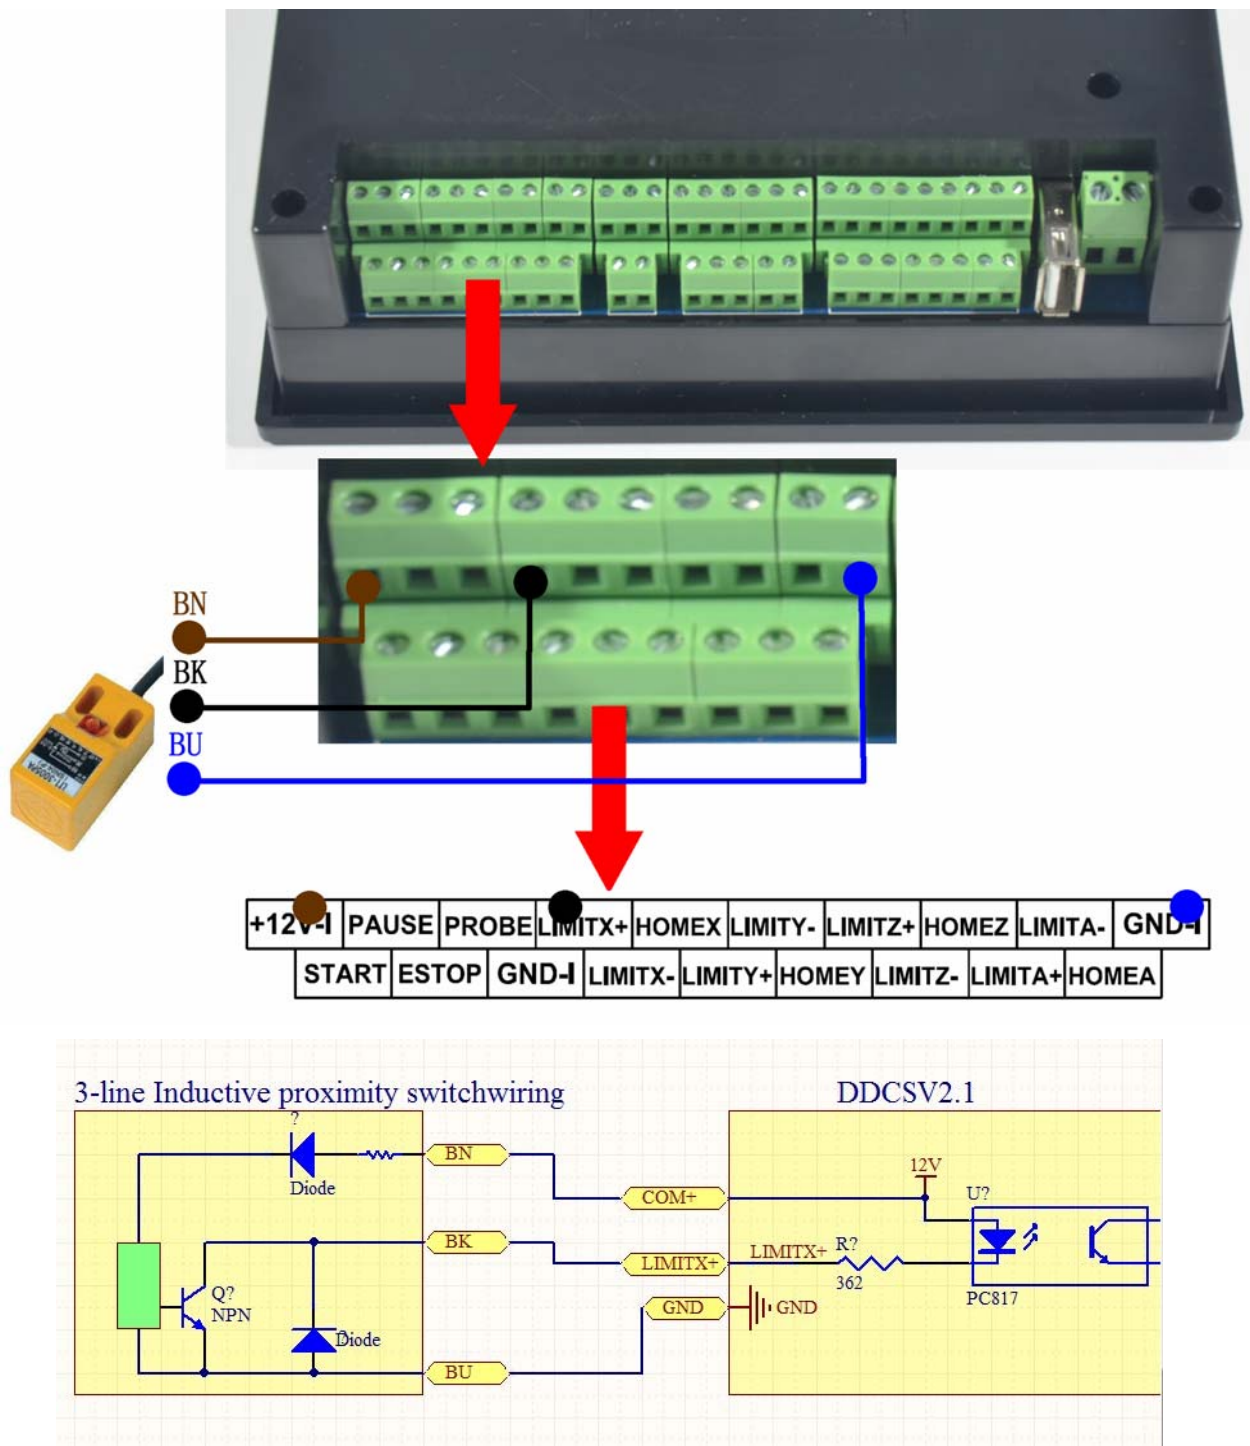 BN
BK
BU
+12V-I PAUSE PROBE LIMITX+ HOMEX LIMITY- LIMITZ+ HOMEZ LIMITA- GND-I
START ESTOP GND-I LIMITX- LIMITY+ HOMEY LIMITZ- LIMITA+ HOMEA
3-line Inductive proximity switchwiring
DDCSV2.1
?
Diode
BN
12V
COM+
U?
BK
LIMITX+
LIMITX+
R?
362
PC817
Q?
NPN
GND
GND
?
Diode
BU